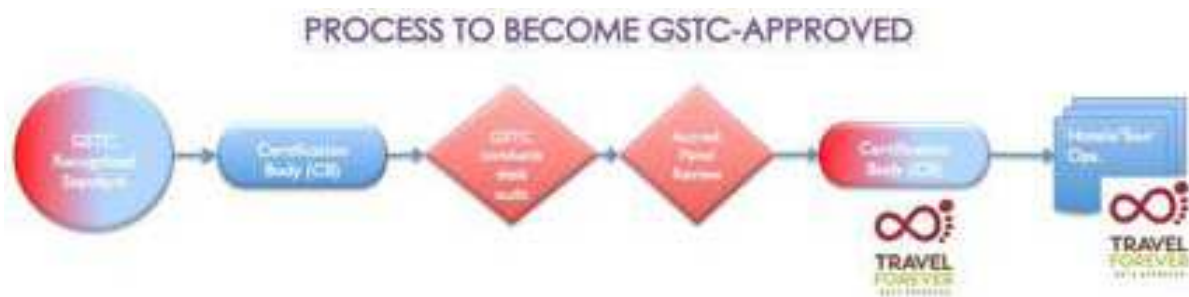 PROCESS TO BECOME GSTC-APPROVED
GSTC
Recognized
Standard
Certification
Body (CB)
GSTC
conducts
desk
audit
Accred
Panel
Review
Certification
Body (CB)
Hotels/Tour
Ops
TRAVEL
FOREVER
TRAVEL
FOREVER